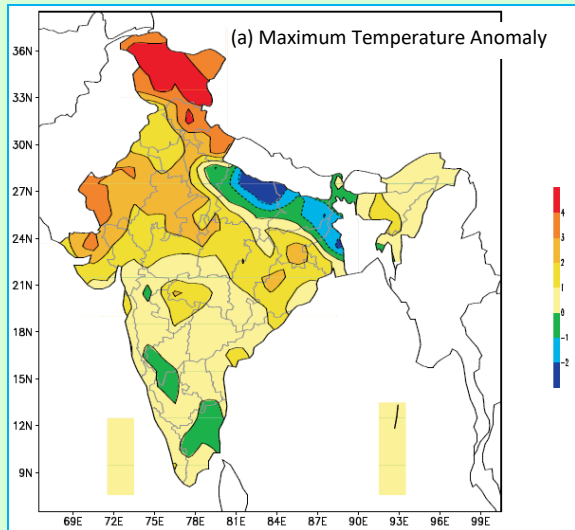 (a) Maximum Temperature Anomaly
36N
33N
30N
27N
24N
21N
18N
15N
12N
9N
4
3
2
1
0
-1
-2
69E 72E 75E 78E 81E 84E 87E 90E 93E 96E 99E